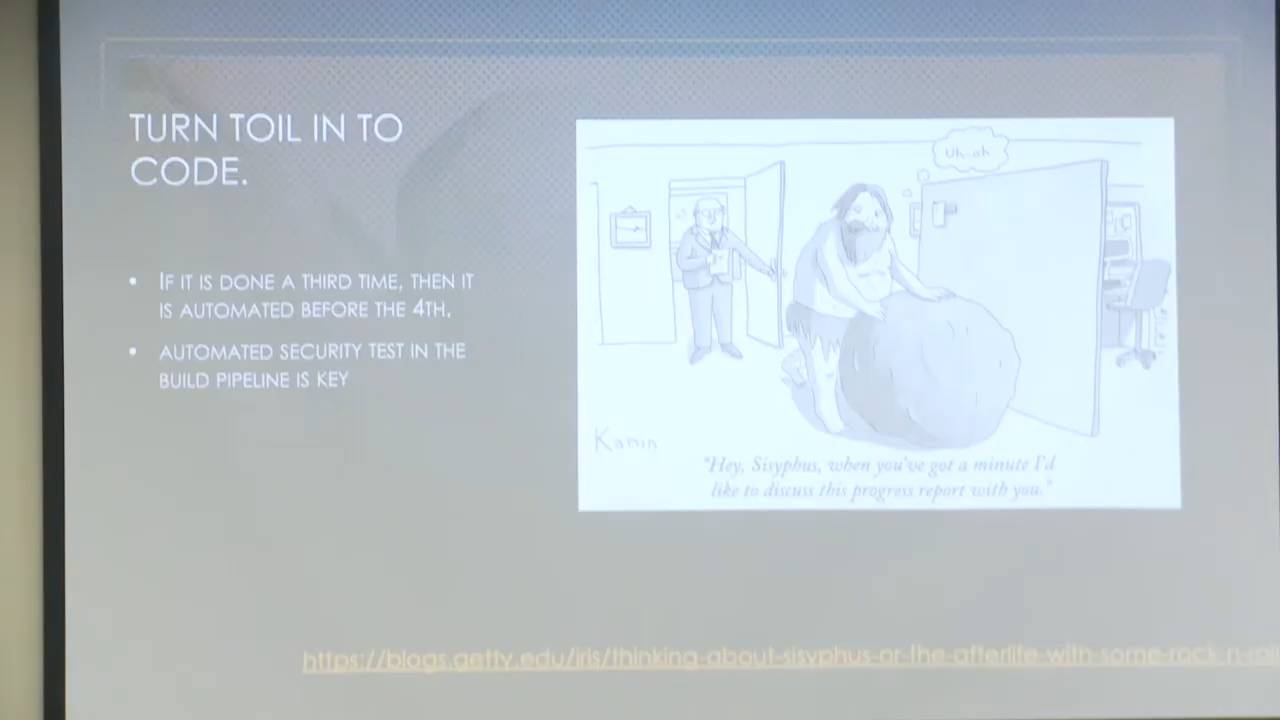 TURN TOIL IN TO
CODE.
• IF IT IS DONE A THIRD TIME, THEN IT
IS AUTOMATED BEFORE THE 4TH.
• AUTOMATED SECURITY TEST IN THE
BUILD PIPELINE IS KEY
Uh-oh
Kanin
"Hey, Sisyphus, when you've got a minute I'd
like to discuss this progress report with you."
https://blogs.getty.edu/iris/thinking-about-sisyphus-or-the-afterlife-with-some-rock-n-roll